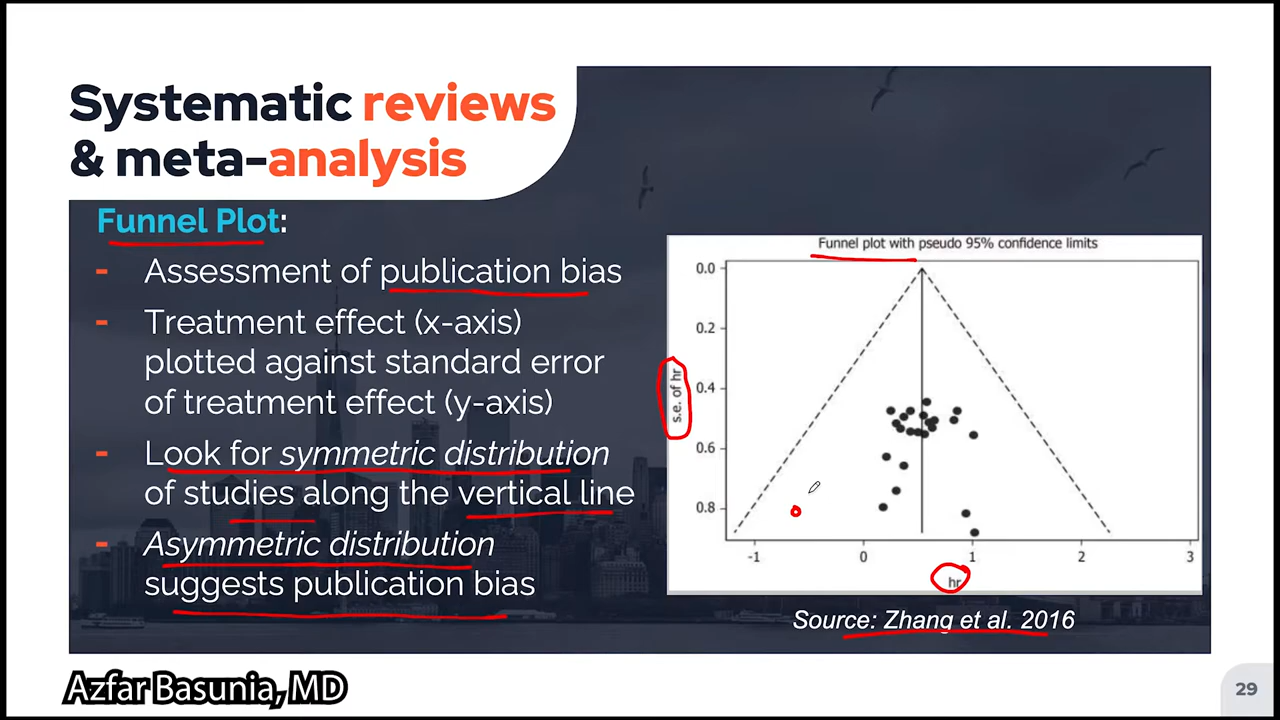 Systematic reviews
& meta-analysis
Funnel Plot:
- Assessment of publication bias
- Treatment effect (x-axis)
plotted against standard error
of treatment effect (y-axis)
- Look for symmetric distribution
of studies along the vertical line
- Asymmetric distribution
suggests publication bias
Funnel plot with pseudo 95% confidence limits
0.0
0.2
0.4
0.6
0.8
s.e. of hr
-1 0 1 2 3
hr
Source: Zhang et al. 2016
Azfar Basunia, MD
29